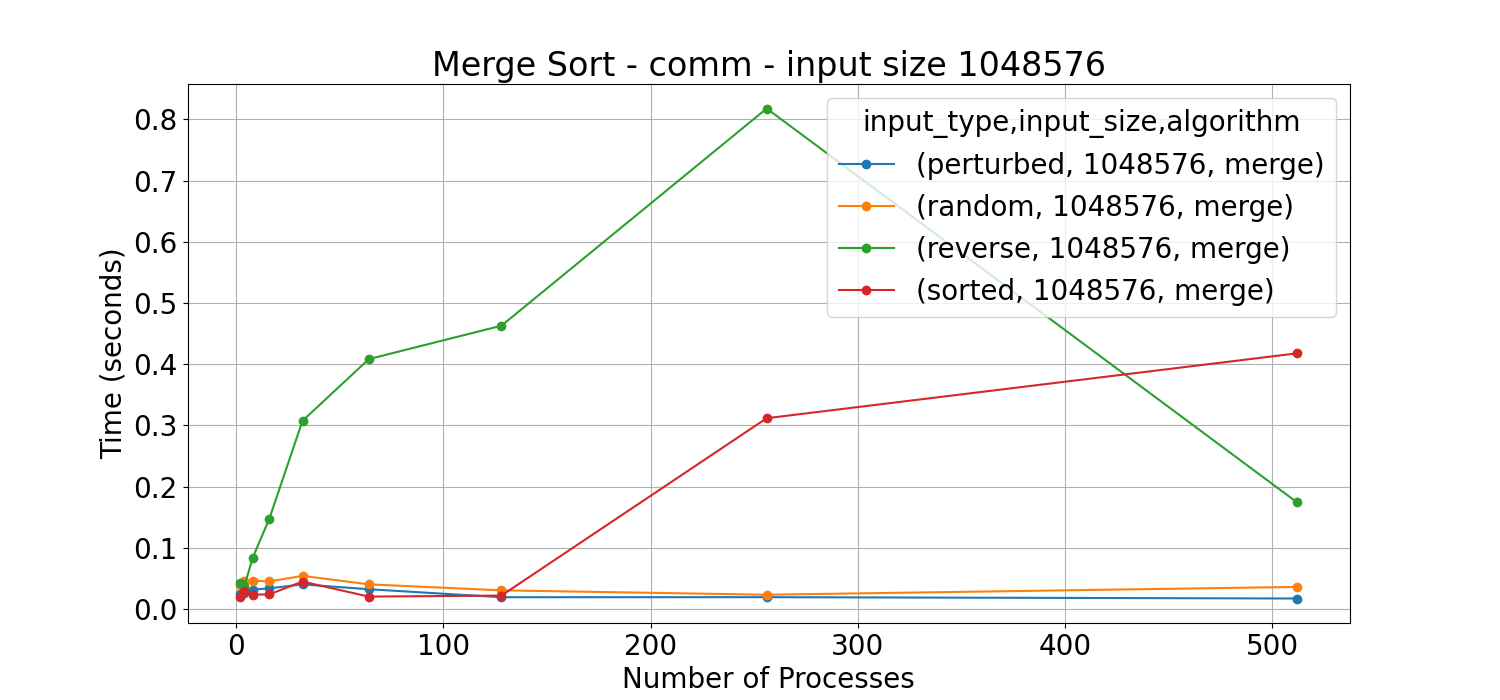 Merge Sort - comm - input size 1048576
input_type,input_size,algorithm
(perturbed, 1048576, merge)
(random, 1048576, merge)
(reverse, 1048576, merge)
(sorted, 1048576, merge)
Time (seconds)
0.8
0.7
0.6
0.5
0.4
0.3
0.2
0.1
0.0
0 100 200 300 400 500
Number of Processes